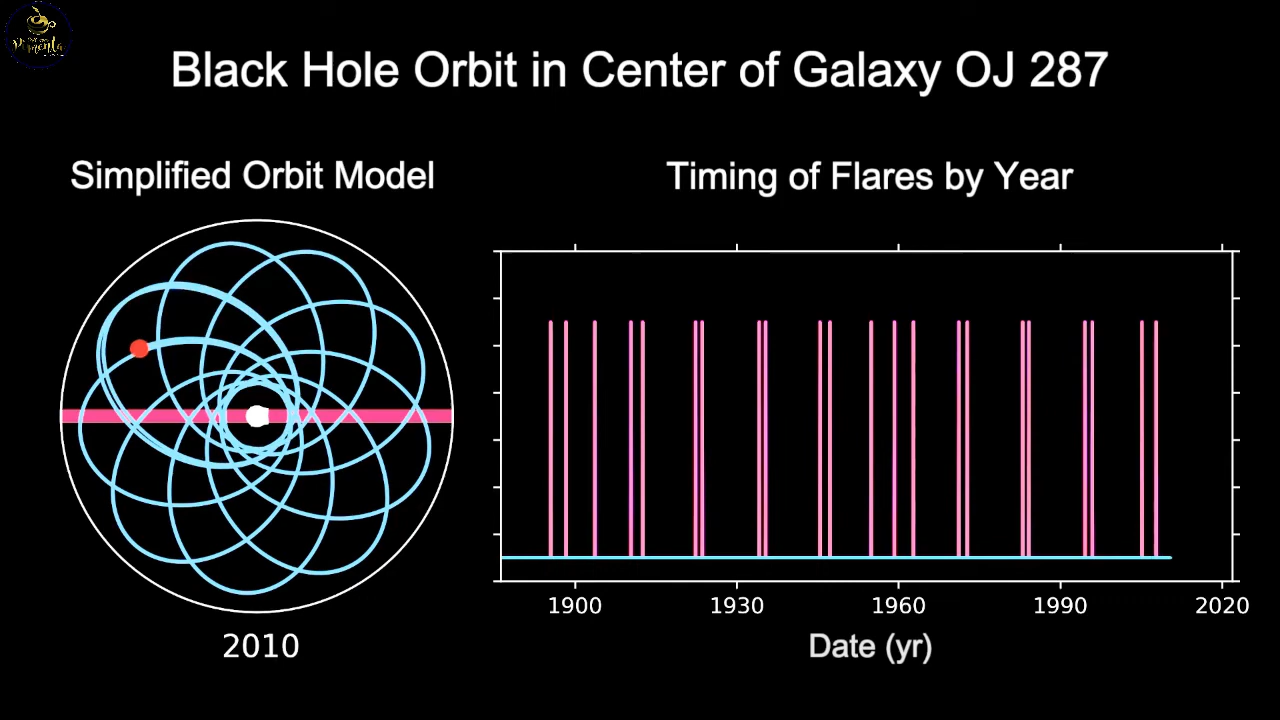 Pimenta
Black Hole Orbit in Center of Galaxy OJ 287
Simplified Orbit Model
Timing of Flares by Year
1900 1930 1960 1990 2020
2010
Date (yr)